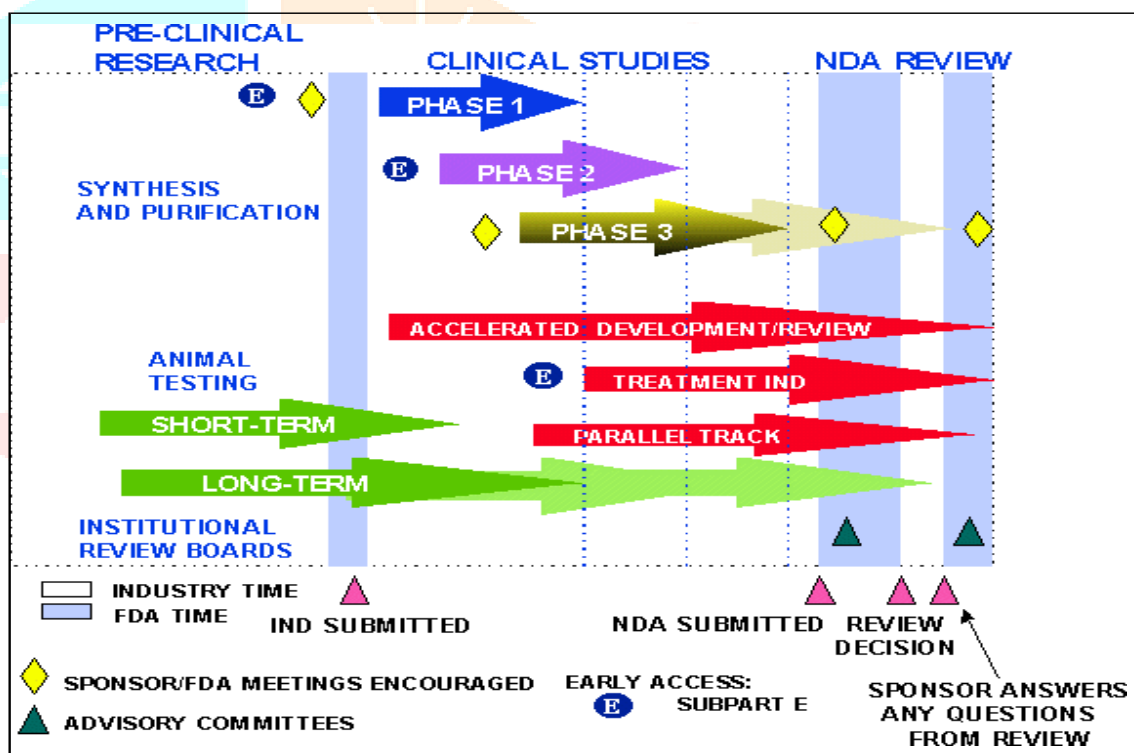 PRE-CLINICAL
RESEARCH
CLINICAL STUDIES
NDA REVIEW
E
PHASE 1
E
PHASE 2
SYNTHESIS
AND PURIFICATION
PHASE 3
ACCELERATED DEVELOPMENT/REVIEW
ANIMAL
TESTING
E
TREATMENT IND
SHORT-TERM
PARALLEL TRACK
LONG-TERM
INSTITUTIONAL
REVIEW BOARDS
INDUSTRY TIME
FDA TIME
IND SUBMITTED
NDA SUBMITTED
REVIEW
DECISION
SPONSOR/FDA MEETINGS ENCOURAGED
ADVISORY COMMITTEES
EARLY ACCESS:
E SUBPART E
SPONSOR ANSWERS
ANY QUESTIONS
FROM REVIEW